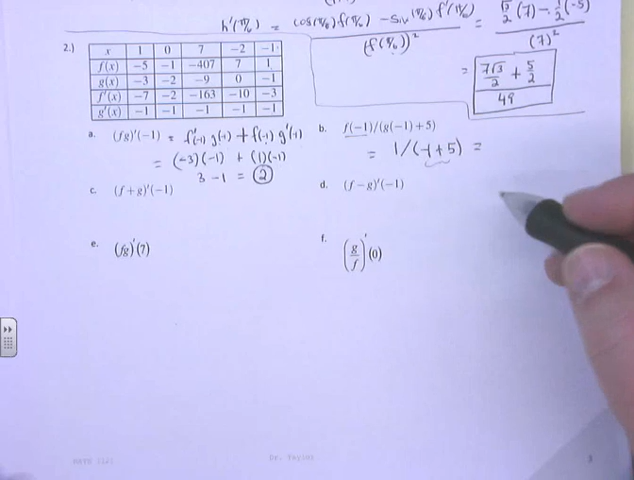 h'(π/6) = cos(π/6) f(π/6) - sin(π/6) f'(π/6) / (f(π/6))² = √3/2 (7) - 1/2 (-5) / (7)²
= 7√3/2 + 5/2 / 49
2.)
x 1 0 7 -2 -1
f(x) -5 -1 -407 7 1
g(x) -3 -2 -9 0 -1
f'(x) -7 -2 -163 -10 -3
g'(x) -1 -1 -1 -1 -1
a. (fg)'(-1) = f'(-1) g(-1) + f(-1) g'(-1)
= (-3)(-1) + (1)(-1)
3 - 1 = 2
b. f(-1)/(g(-1)+5)
= 1/(-1+5) =
c. (f+g)'(-1)
d. (f-g)'(-1)
e. (fg)'(7)
f. (g/f)'(0)
3